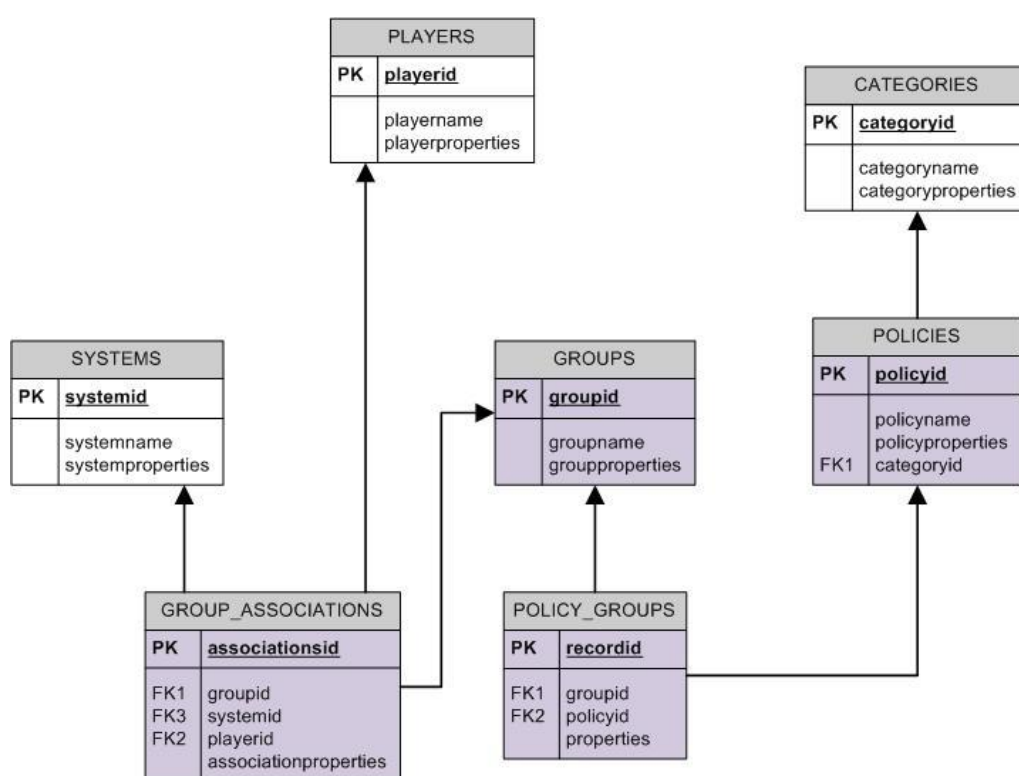 PLAYERS
PK playerid
playername
playerproperties
CATEGORIES
PK categoryid
categoryname
categoryproperties
SYSTEMS
PK systemid
systemname
systemproperties
GROUPS
PK groupid
groupname
groupproperties
POLICIES
PK policyid
policyname
policyproperties
FK1 categoryid
GROUP_ASSOCIATIONS
PK associationsid
FK1 groupid
FK3 systemid
FK2 playerid
associationproperties
POLICY_GROUPS
PK recordid
FK1 groupid
FK2 policyid
properties